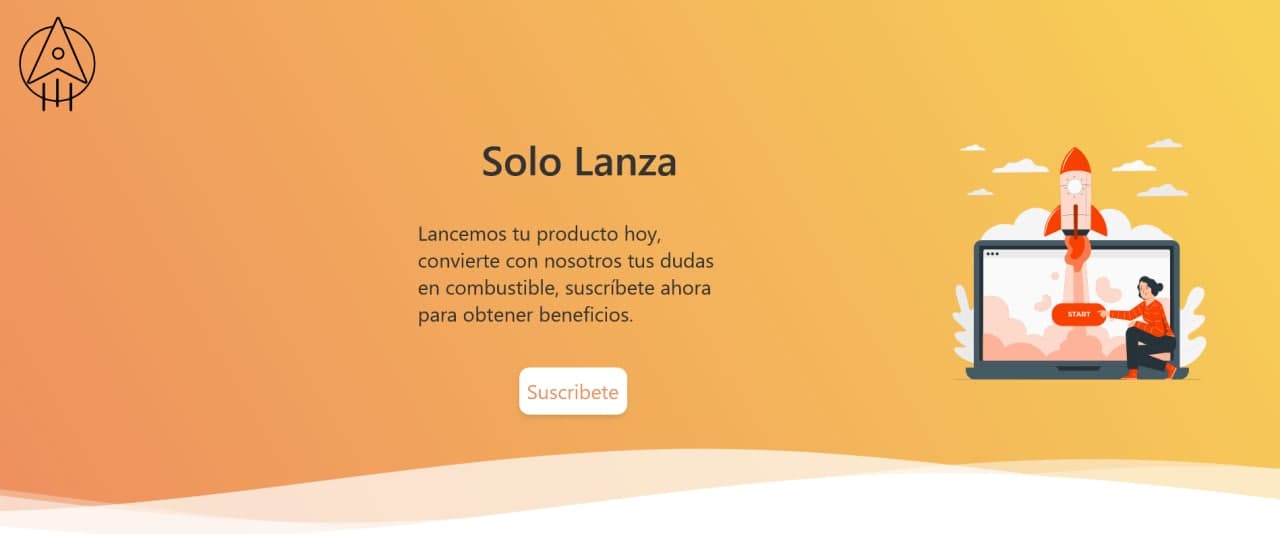 Solo Lanza
Lancemos tu producto hoy,
convierte con nosotros tus dudas
en combustible, suscríbete ahora
para obtener beneficios.
Suscribete
START